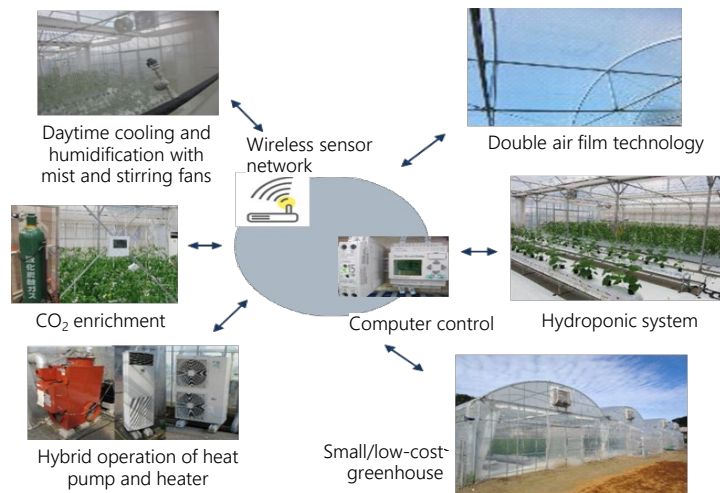 Daytime cooling and
humidification with
mist and stirring fans
Wireless sensor
network
Double air film technology
CO₂ enrichment
Computer control
Hydroponic system
Hybrid operation of heat
pump and heater
Small/low-cost
greenhouse